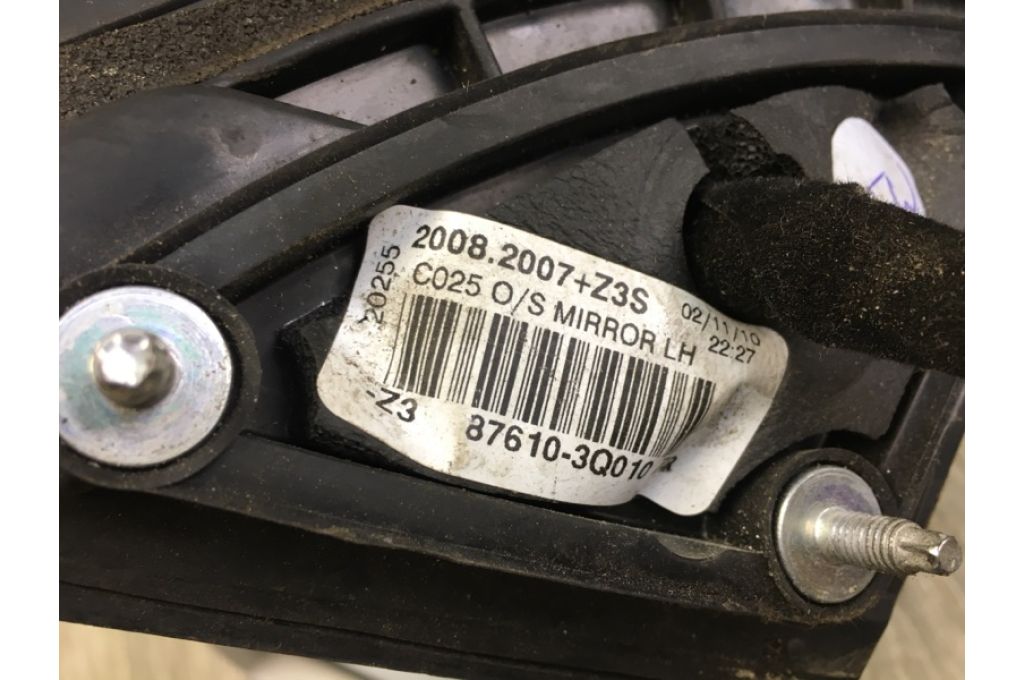 2008.2007+Z3S
C025 O/S MIRROR LH
02/11/10
22:27
20255
-Z3 87610-3Q010